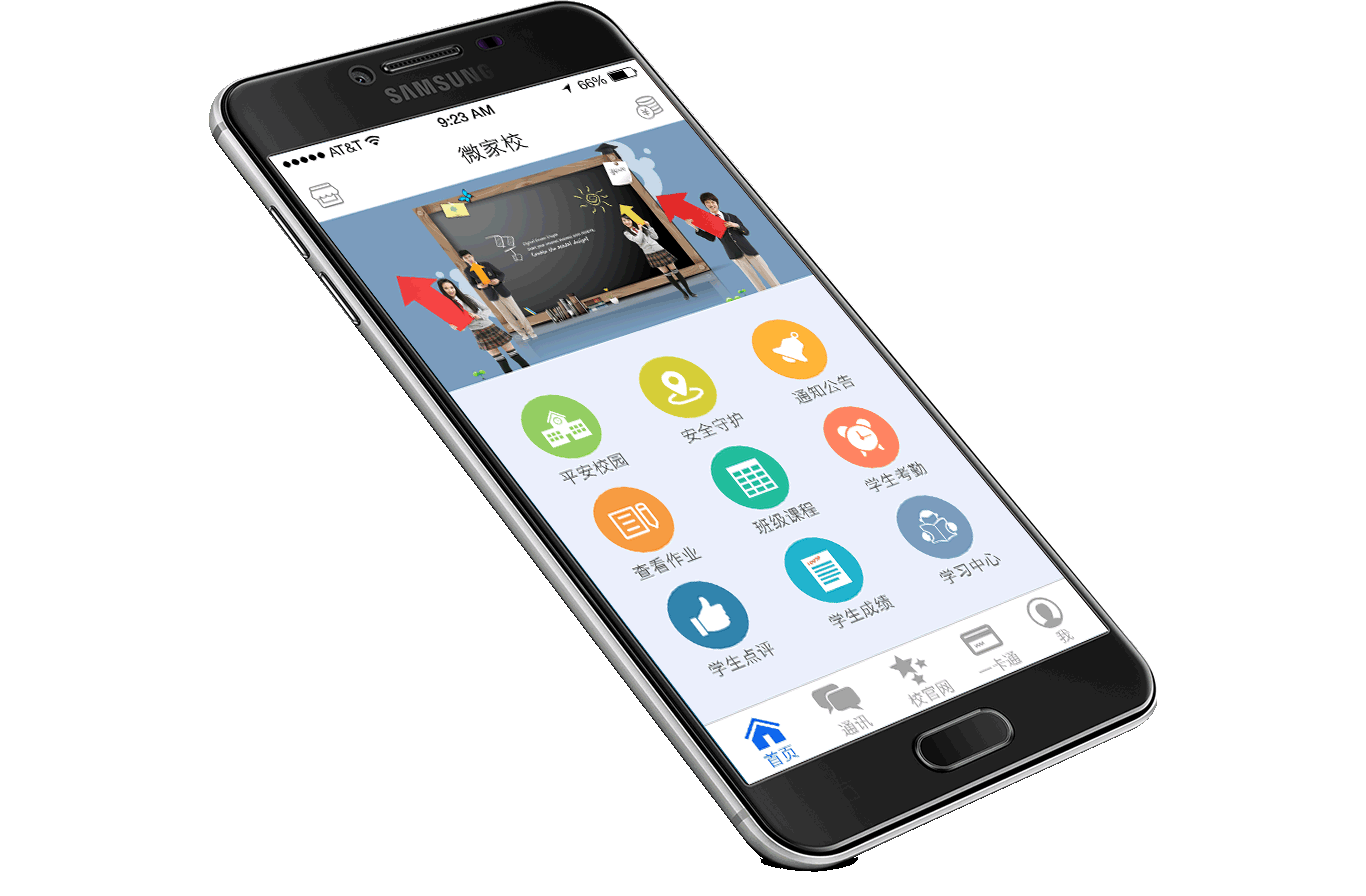 SAMSUNG
AT&T
9:23 AM
66%
微家校
平安校园
安全守护
通知公告
查看作业
班级课程
学生考勤
学生点评
学生成绩
学习中心
首页
通讯
校官网
一卡通
我